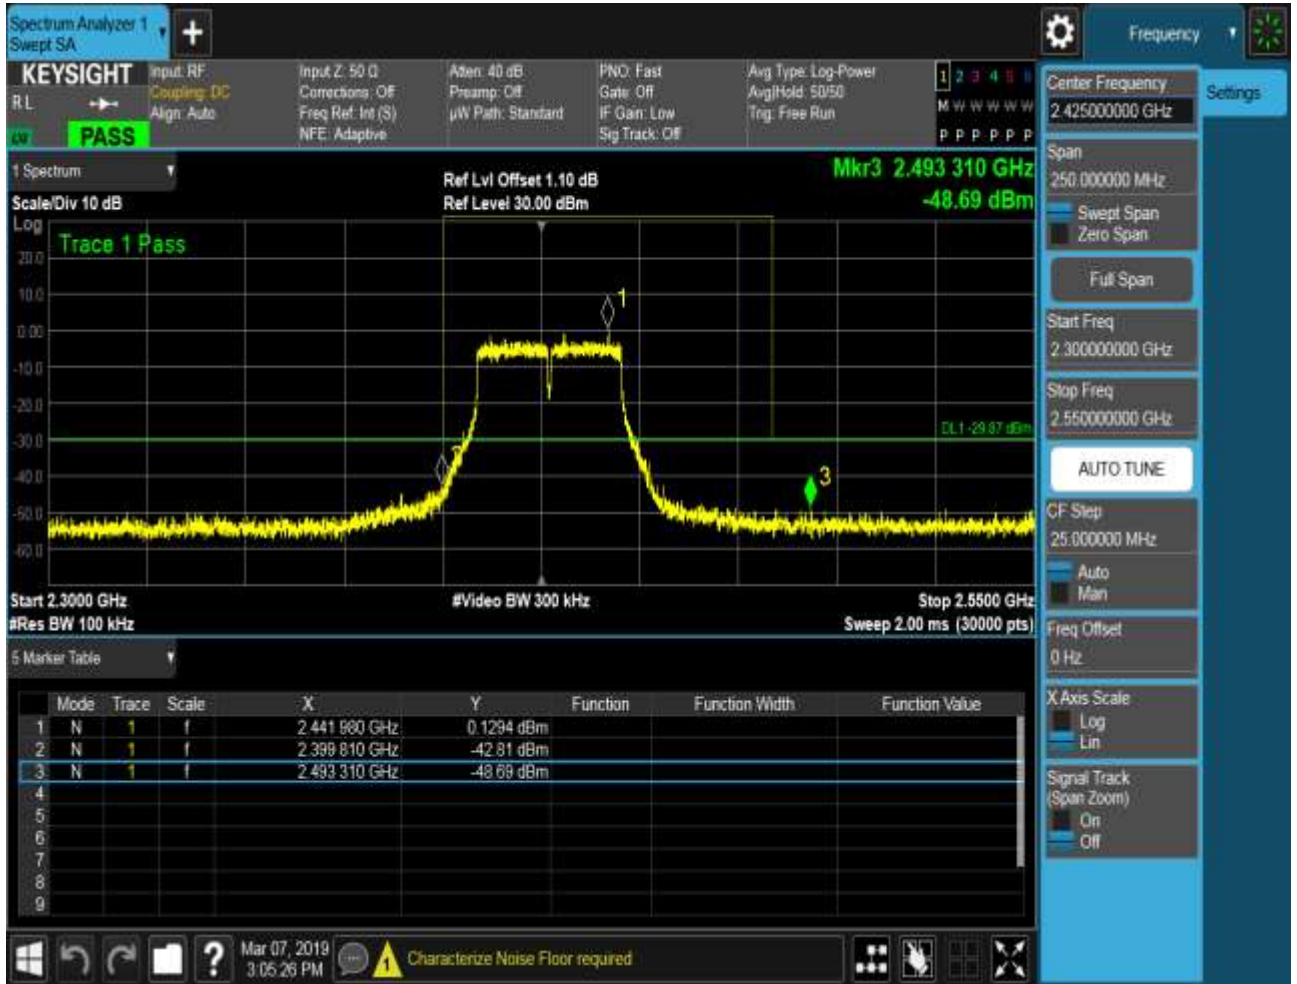 Spectrum Analyzer 1
Swept SA
+
Frequency
KEYSIGHT
Input: RF
Coupling: DC
Align: Auto
Input Z: 50 Ω
Corrections: Off
Freq Ref: Int (S)
NFE: Adaptive
Atten: 40 dB
Preamp: Off
µW Path: Standard
PNO: Fast
Gate: Off
IF Gain: Low
Sig Track: Off
Avg Type: Log-Power
Avg|Hold: 50/50
Trig: Free Run
1 2 3 4 5 6
M W W W W W
P P P P P P
R L
PASS
1 Spectrum
Scale/Div 10 dB
Ref Lvl Offset 1.10 dB
Ref Level 30.00 dBm
Mkr3 2.493 310 GHz
-48.69 dBm
Log
Trace 1 Pass
20.0
10.0
0.00
-10.0
-20.0
-30.0
-40.0
-50.0
-60.0
1
2
3
DL1 -29.87 dBm
Start 2.3000 GHz
#Res BW 100 kHz
#Video BW 300 kHz
Stop 2.5500 GHz
Sweep 2.00 ms (30000 pts)
5 Marker Table
Mode Trace Scale X Y Function Function Width Function Value
1 N 1 f 2.441 980 GHz 0.1294 dBm
2 N 1 f 2.399 810 GHz -42.81 dBm
3 N 1 f 2.493 310 GHz -48.69 dBm
4
5
6
7
8
9
Mar 07, 2019
3:05:26 PM
?
1
Characterize Noise Floor required
Center Frequency
2.425000000 GHz
Settings
Span
250.000000 MHz
Swept Span
Zero Span
Full Span
Start Freq
2.300000000 GHz
Stop Freq
2.550000000 GHz
AUTO TUNE
CF Step
25.000000 MHz
Auto
Man
Freq Offset
0 Hz
X Axis Scale
Log
Lin
Signal Track
(Span Zoom)
On
Off